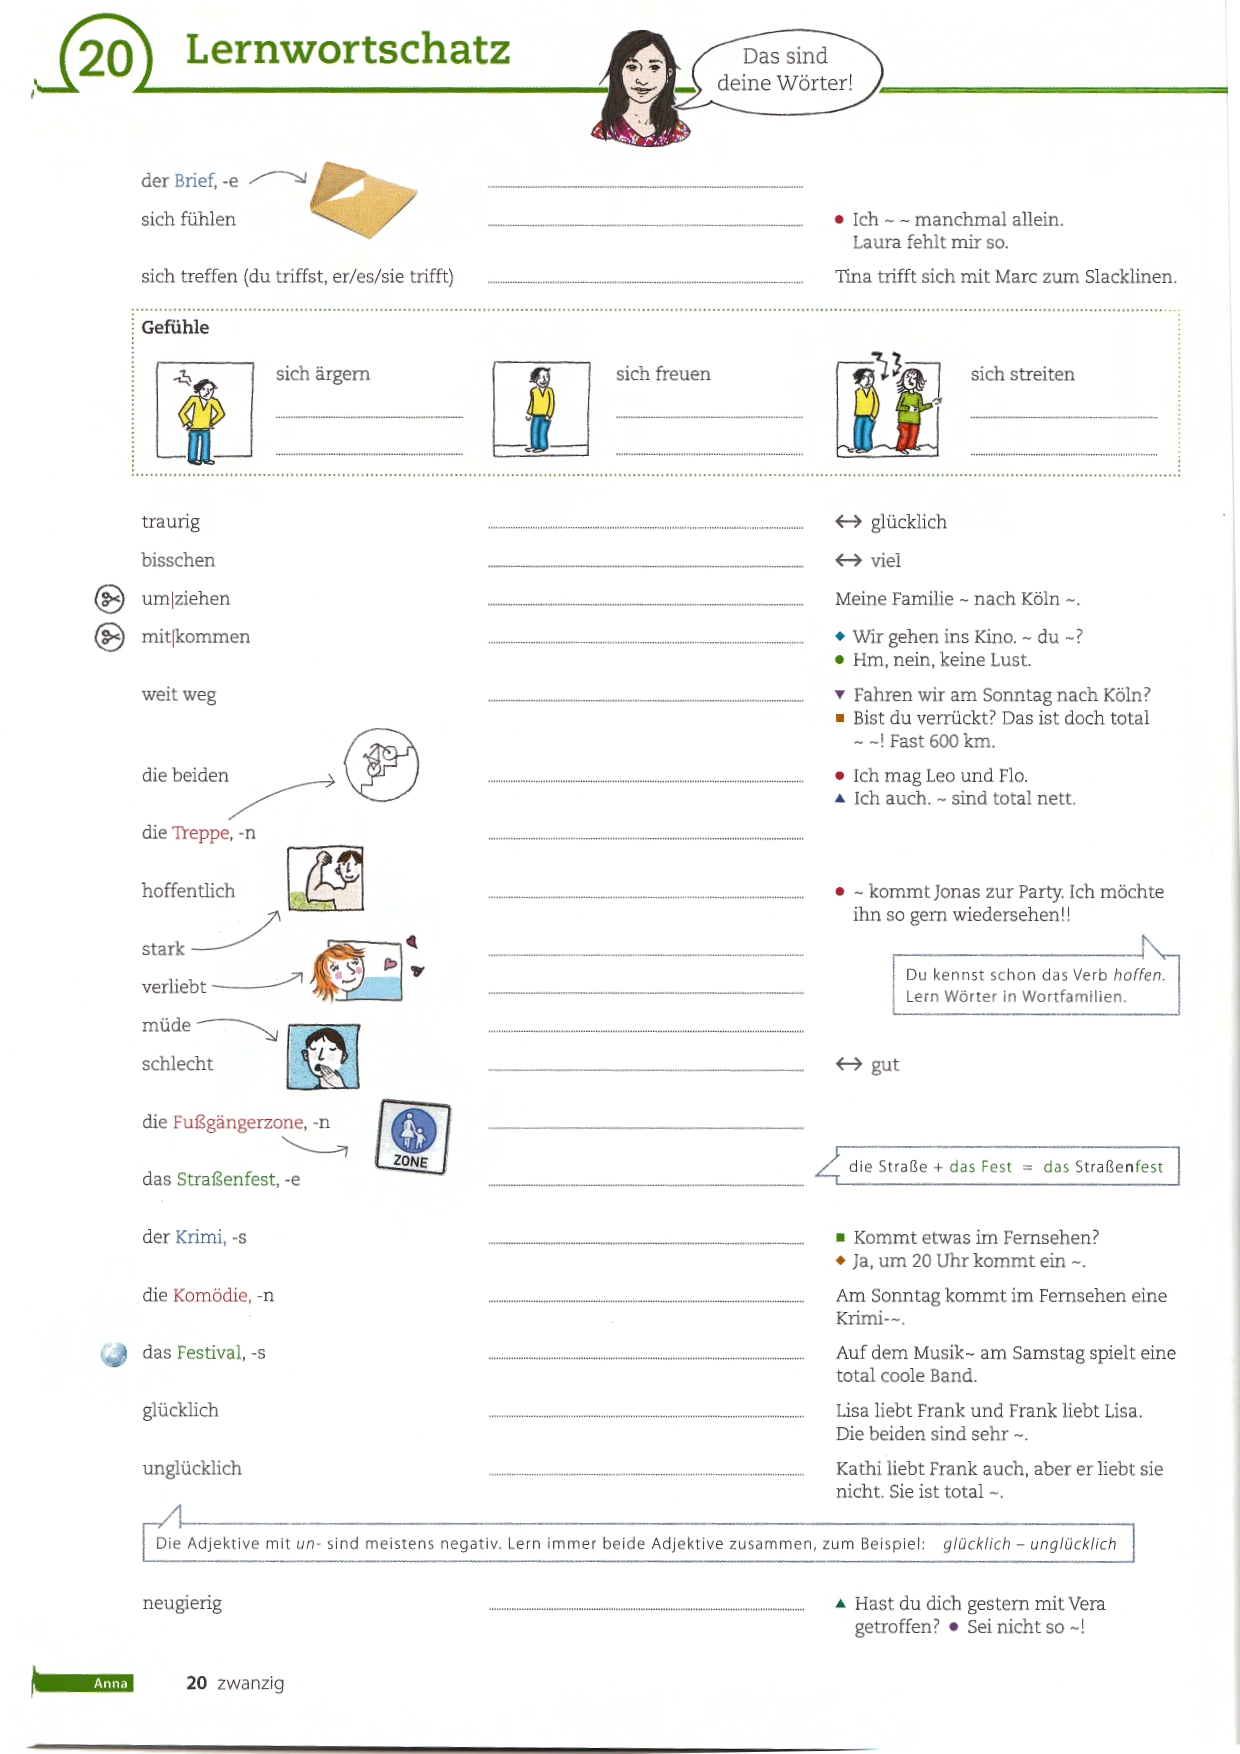 20 Lernwortschatz
Das sind
deine Wörter!
der Brief, -e
sich fühlen
● Ich ~ ~ manchmal allein.
Laura fehlt mir so.
sich treffen (du triffst, er/es/sie trifft)
Tina trifft sich mit Marc zum Slacklinen.
Gefühle
sich ärgern
sich freuen
sich streiten
traurig
↔ glücklich
bisschen
↔ viel
um|ziehen
Meine Familie ~ nach Köln ~.
mit|kommen
◆ Wir gehen ins Kino. ~ du ~?
● Hm, nein, keine Lust.
weit weg
▼ Fahren wir am Sonntag nach Köln?
■ Bist du verrückt? Das ist doch total
~ ~! Fast 600 km.
die beiden
● Ich mag Leo und Flo.
▲ Ich auch. ~ sind total nett.
die Treppe, -n
hoffentlich
● ~ kommt Jonas zur Party. Ich möchte
ihn so gern wiedersehen!!
stark
verliebt
Du kennst schon das Verb hoffen.
Lern Wörter in Wortfamilien.
müde
schlecht
↔ gut
die Fußgängerzone, -n
ZONE
das Straßenfest, -e
die Straße + das Fest = das Straßenfest
der Krimi, -s
■ Kommt etwas im Fernsehen?
◆ Ja, um 20 Uhr kommt ein ~.
die Komödie, -n
Am Sonntag kommt im Fernsehen eine
Krimi-~.
das Festival, -s
Auf dem Musik~ am Samstag spielt eine
total coole Band.
glücklich
Lisa liebt Frank und Frank liebt Lisa.
Die beiden sind sehr ~.
unglücklich
Kathi liebt Frank auch, aber er liebt sie
nicht. Sie ist total ~.
Die Adjektive mit un- sind meistens negativ. Lern immer beide Adjektive zusammen, zum Beispiel: glücklich – unglücklich
neugierig
▲ Hast du dich gestern mit Vera
getroffen? ● Sei nicht so ~!
Anna
20 zwanzig